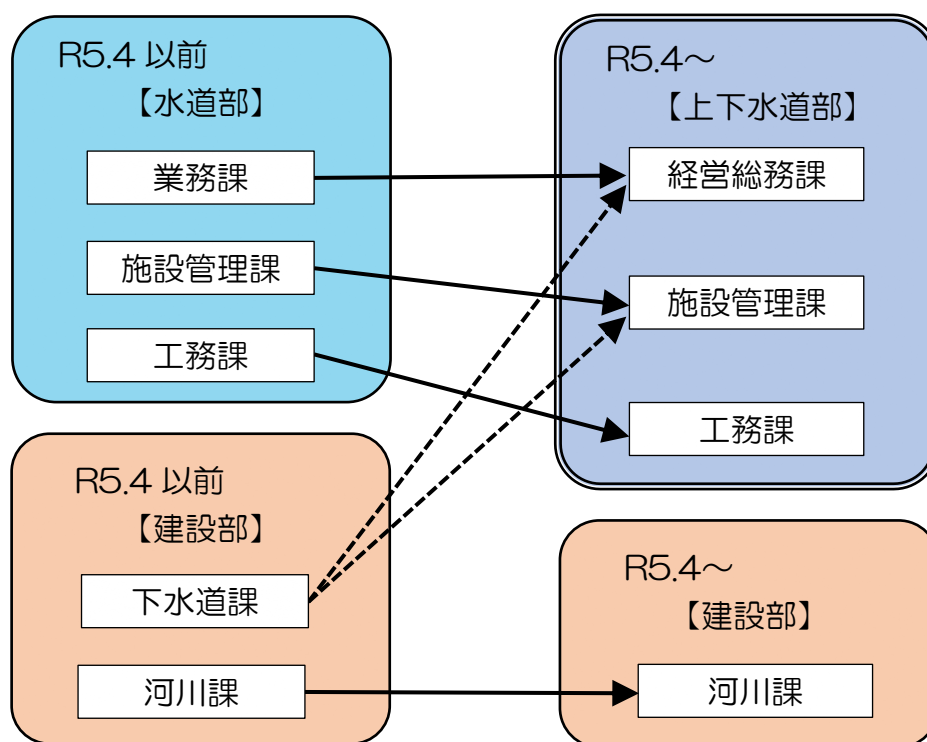 R5.4 以前
【水道部】
業務課
施設管理課
工務課
R5.4 以前
【建設部】
下水道課
河川課
R5.4~
【上下水道部】
経営総務課
施設管理課
工務課
R5.4~
【建設部】
河川課